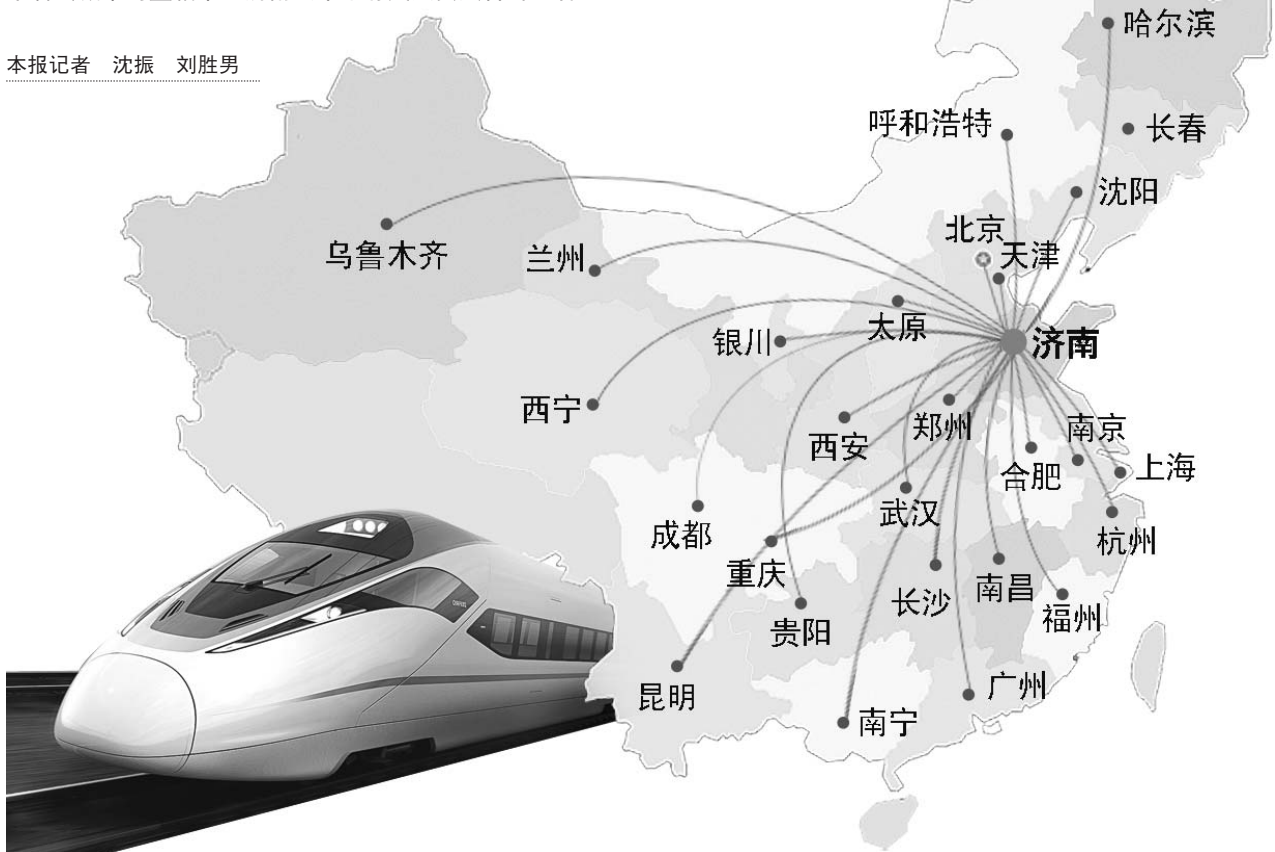 本报记者 沈振 刘胜男
哈尔滨
长春
呼和浩特
沈阳
北京
天津
乌鲁木齐
兰州
太原
银川
济南
西宁
西安
郑州
南京
合肥
上海
武汉
成都
杭州
重庆
长沙
南昌
贵阳
福州
昆明
广州
南宁